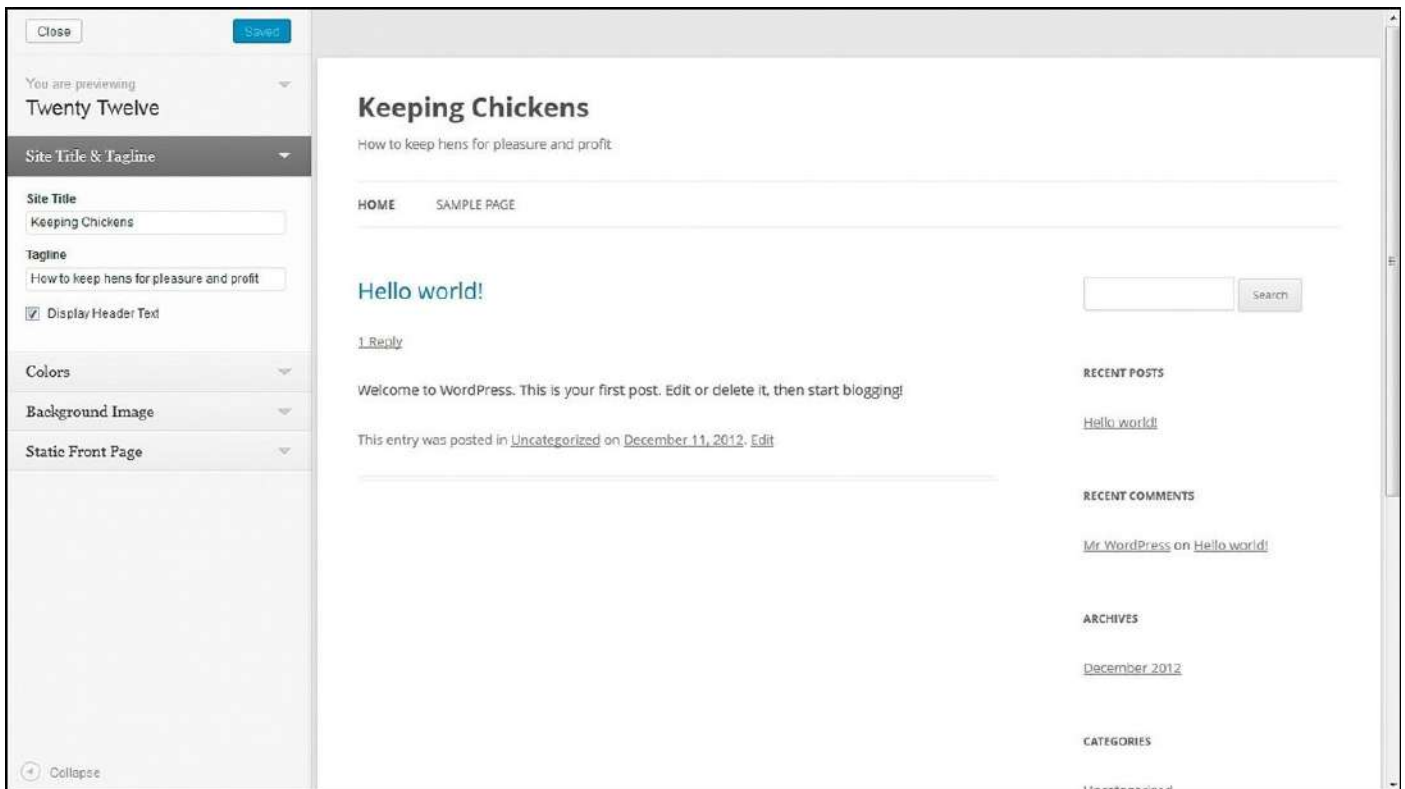 Close
Saved
You are previewing
Twenty Twelve
Site Title & Tagline
Site Title
Keeping Chickens
Tagline
How to keep hens for pleasure and profit
Display Header Text
Colors
Background Image
Static Front Page
Collapse
Keeping Chickens
How to keep hens for pleasure and profit
HOME SAMPLE PAGE
Hello world!
1 Reply
Welcome to WordPress. This is your first post. Edit or delete it, then start blogging!
This entry was posted in Uncategorized on December 11, 2012. Edit
Search
RECENT POSTS
Hello world!
RECENT COMMENTS
Mr WordPress on Hello world!
ARCHIVES
December 2012
CATEGORIES